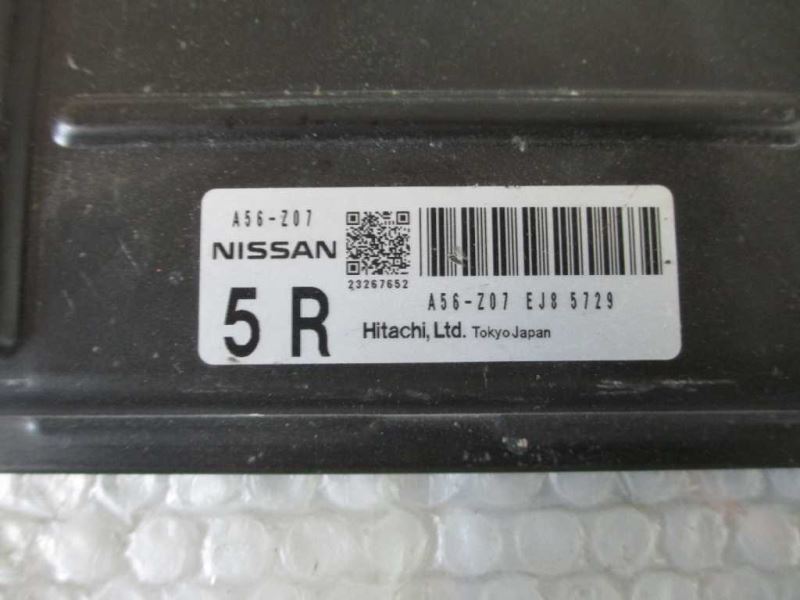 A56-Z07
NISSAN
23267652
5 R
A56-Z07 EJ8 5729
Hitachi, Ltd. Tokyo Japan